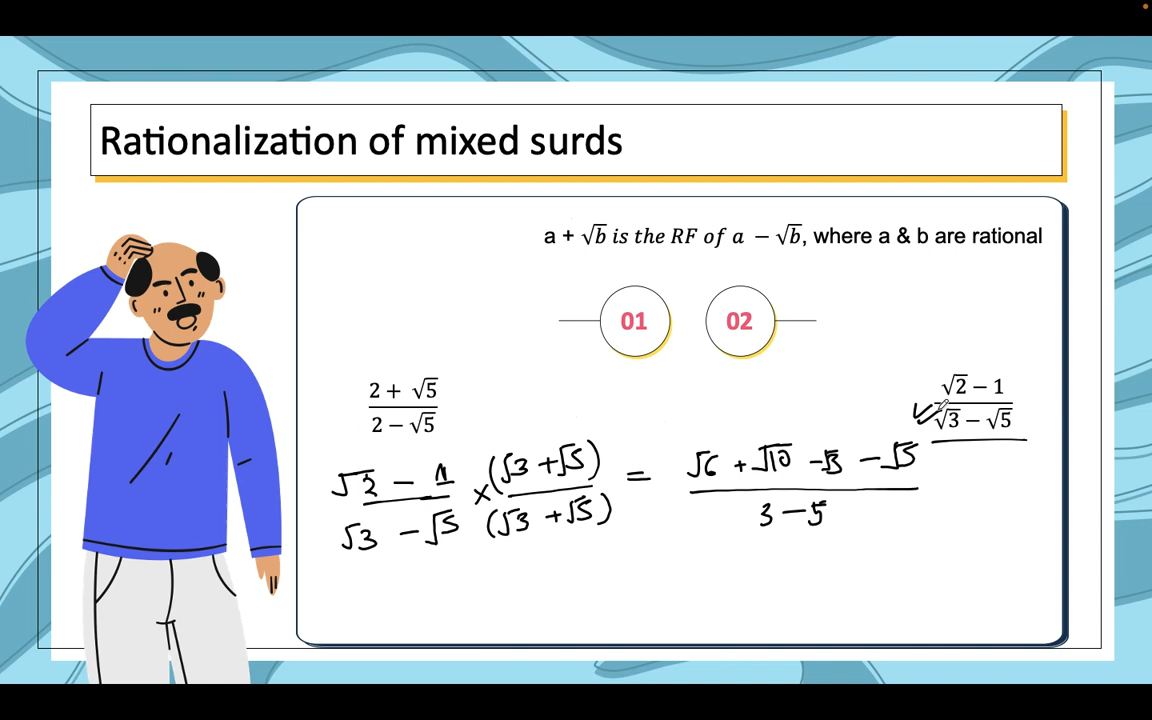 Rationalization of mixed surds
a + √b is the RF of a − √b, where a & b are rational
01 02
2 + √5
2 − √5
√2 − 1
√3 − √5
√2 − 1 × (√3 + √5) = √6 + √10 − √3 − √5
√3 − √5 (√3 + √5) 3 − 5